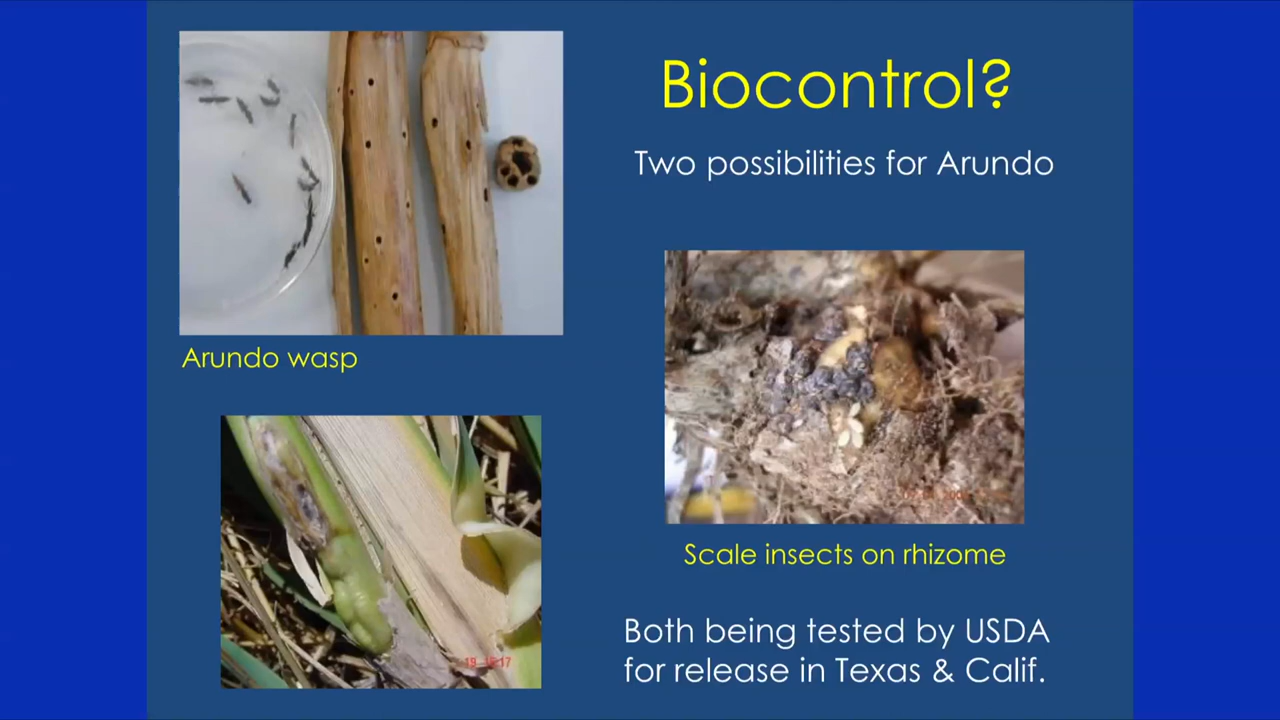 Biocontrol?
Two possibilities for Arundo
Arundo wasp
Scale insects on rhizome
Both being tested by USDA
for release in Texas & Calif.